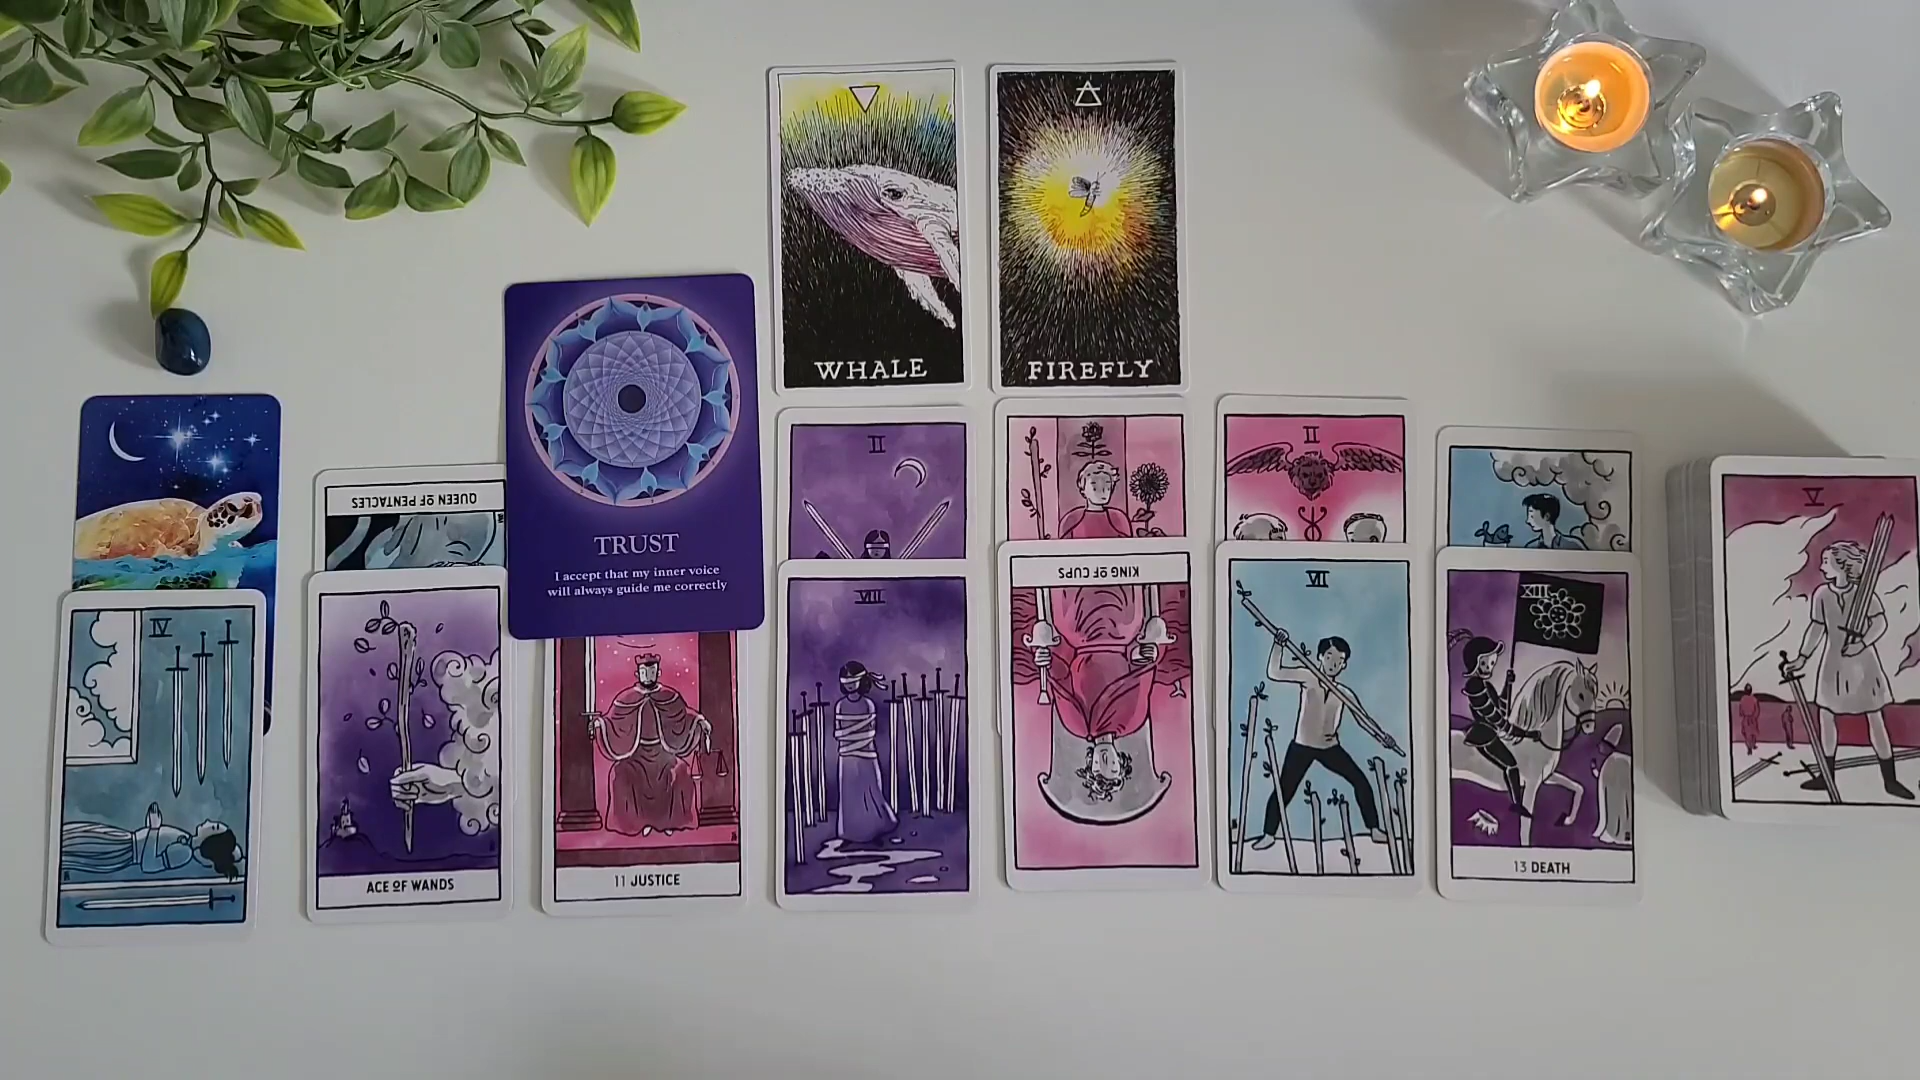 WHALE
FIREFLY
II
II
QUEEN OF PENTACLES
V
TRUST
I accept that my inner voice
will always guide me correctly
KING OF CUPS
VII
XIII
VIII
IV
ACE OF WANDS
11 JUSTICE
13 DEATH